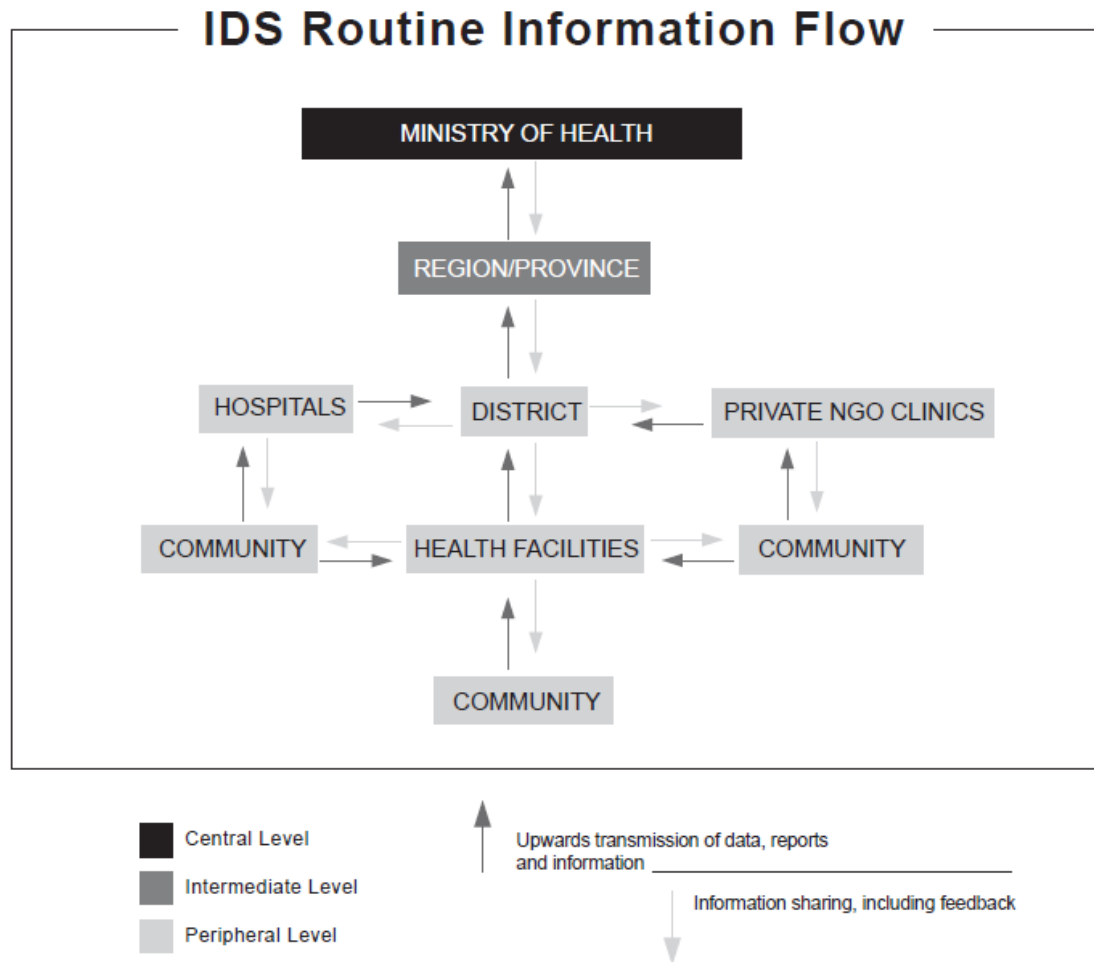 IDS Routine Information Flow
MINISTRY OF HEALTH
REGION/PROVINCE
HOSPITALS
DISTRICT
PRIVATE NGO CLINICS
COMMUNITY
HEALTH FACILITIES
COMMUNITY
COMMUNITY
Central Level
Intermediate Level
Peripheral Level
Upwards transmission of data, reports
and information
Information sharing, including feedback